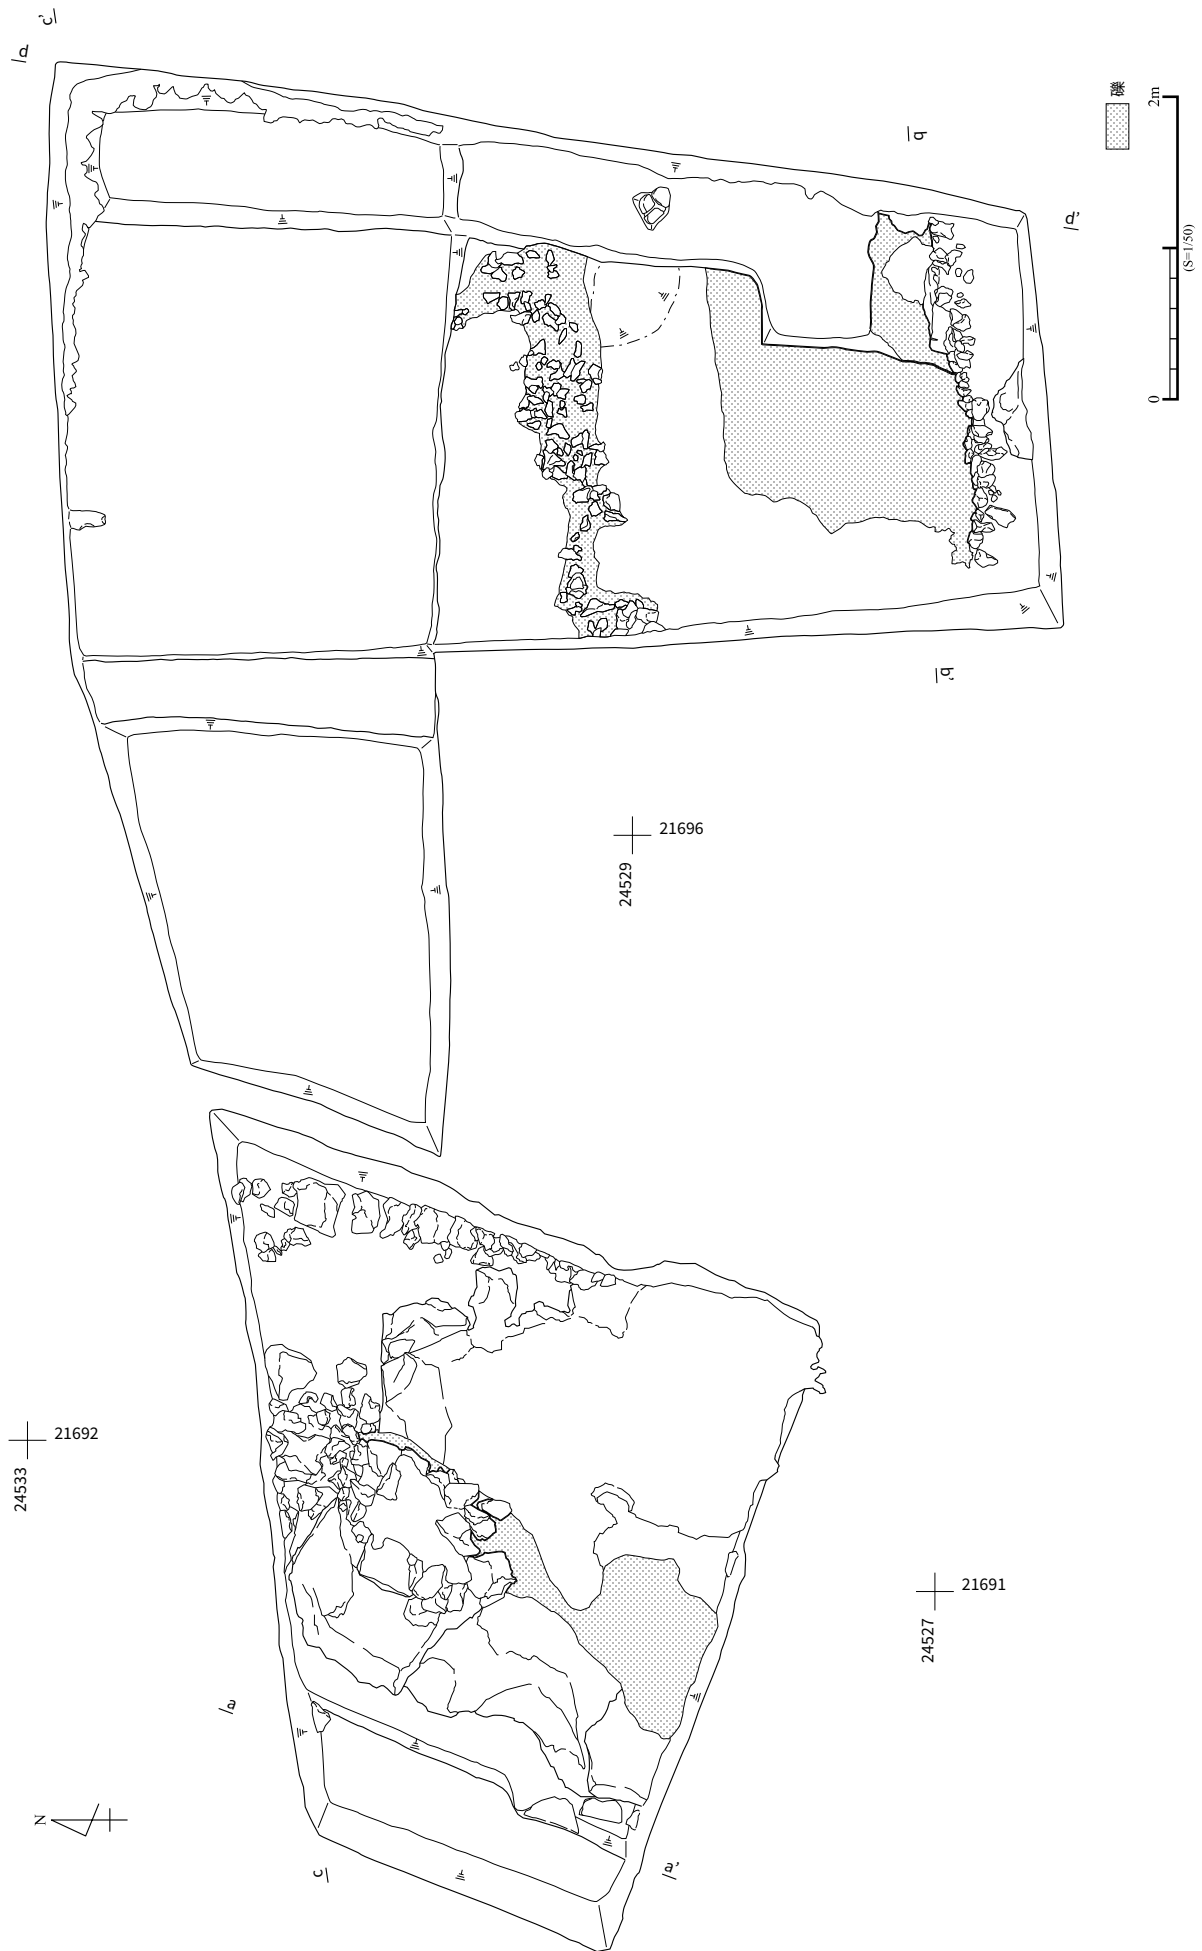 c'
d
礫
2m
0
(S=1/50)
b
d'
b'
21696
24529
21692
24533
21691
24527
a
N
c
a'